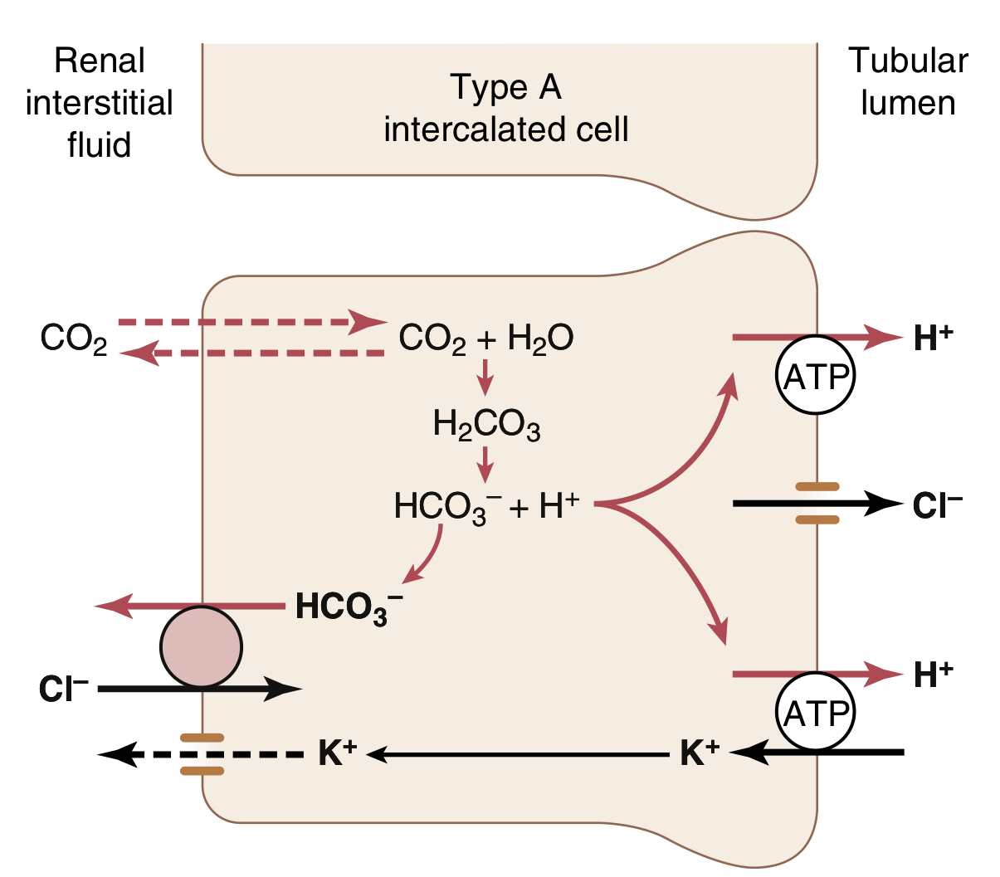 Renal
interstitial
fluid
Type A
intercalated cell
Tubular
lumen
CO₂
CO₂ + H₂O
H⁺
ATP
H₂CO₃
HCO₃⁻ + H⁺
Cl⁻
HCO₃⁻
H⁺
Cl⁻
ATP
K⁺
K⁺